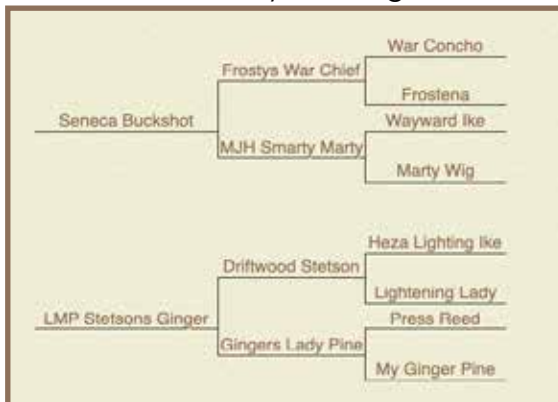 War Concho
Frostys War Chief
Frostena
Seneca Buckshot
Wayward Ike
MJH Smarty Marty
Marty Wig
Heza Lighting Ike
Driftwood Stetson
Lightening Lady
LMP Stetsons Ginger
Press Reed
Gingers Lady Pine
My Ginger Pine